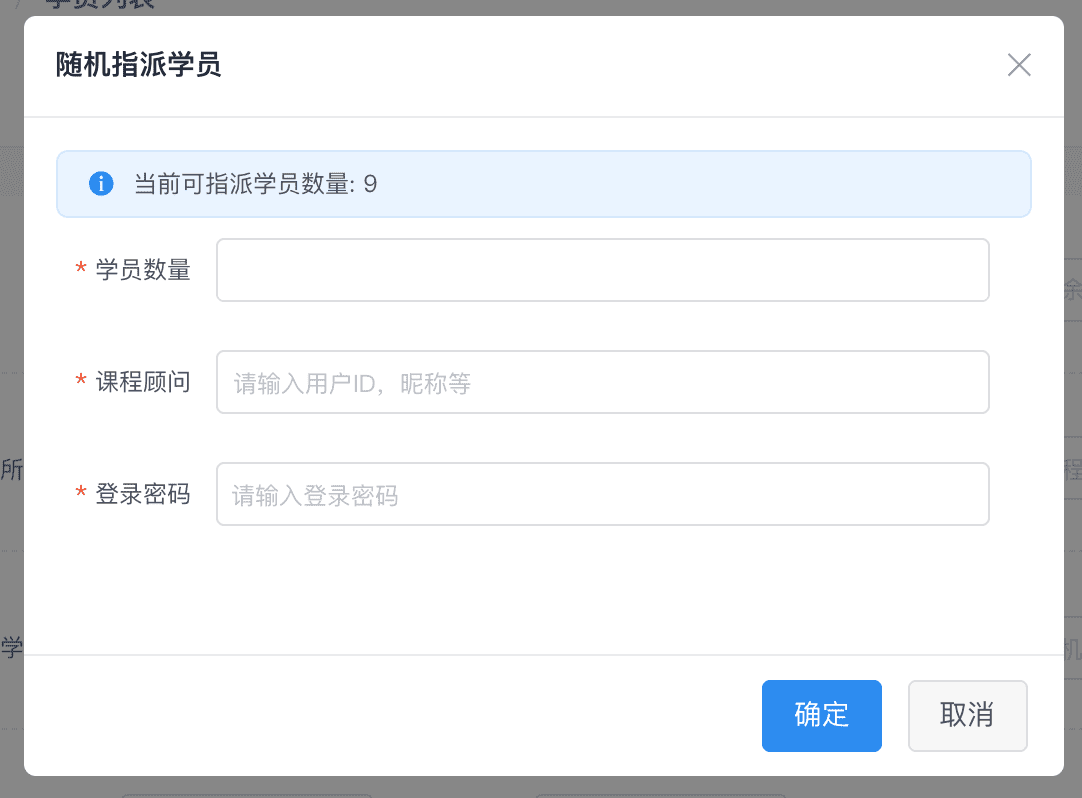 学员列表
随机指派学员
当前可指派学员数量: 9
* 学员数量
* 课程顾问
请输入用户ID，昵称等
* 登录密码
请输入登录密码
确定
取消
余
所
程
学
机